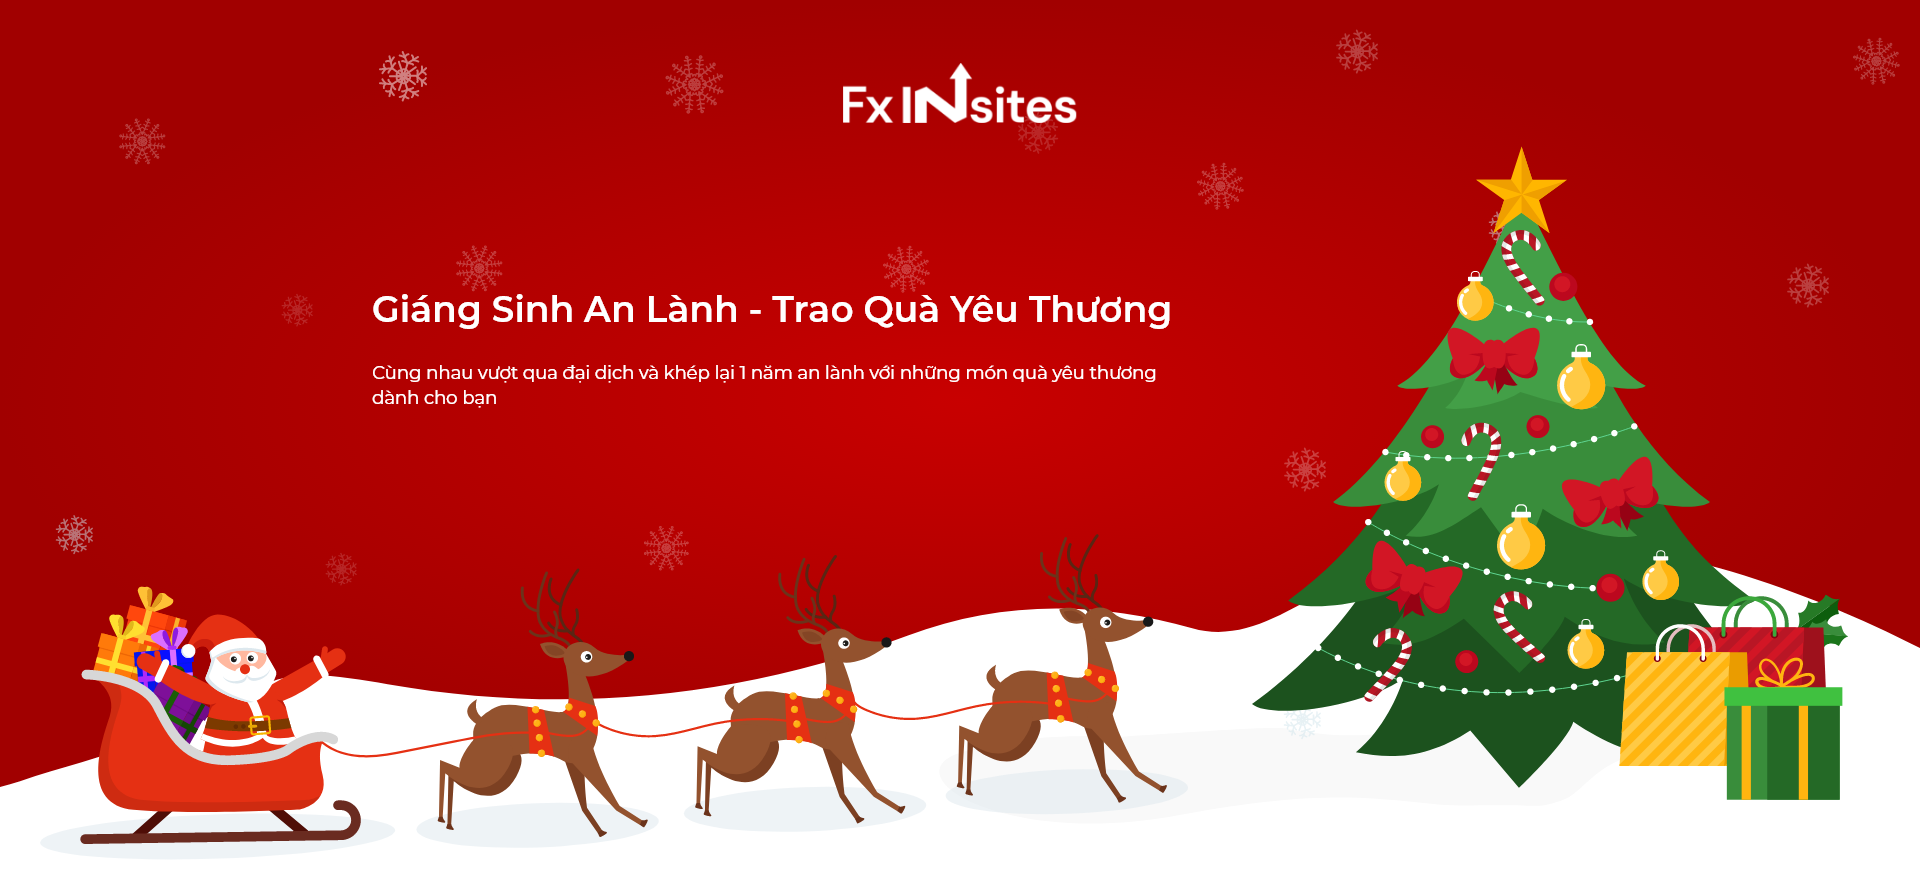 Fx INsites
Giáng Sinh An Lành - Trao Quà Yêu Thương
Cùng nhau vượt qua đại dịch và khép lại 1 năm an lành với những món quà yêu thương
dành cho bạn